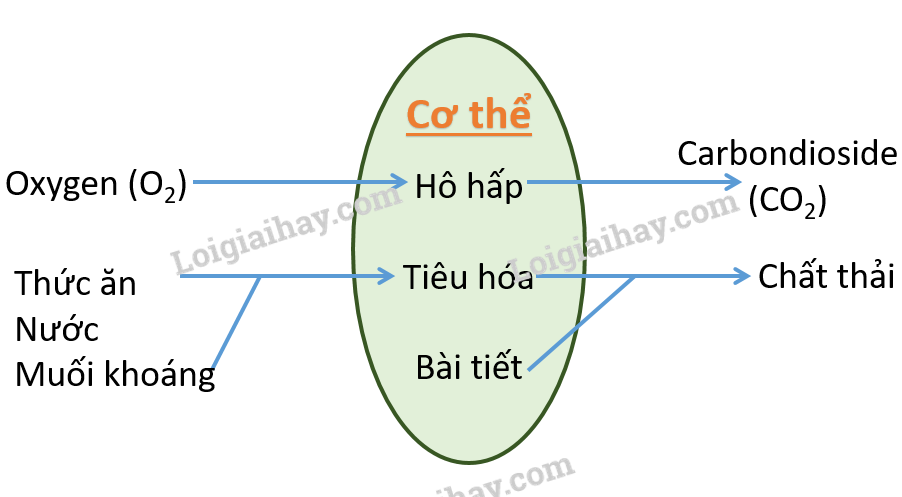 Cơ thể
Oxygen (O₂)
Hô hấp
Carbondioside
(CO₂)
Thức ăn
Nước
Muối khoáng
Tiêu hóa
Chất thải
Bài tiết
Loigiaihay.com
Loigiaihay.com
aihay.com